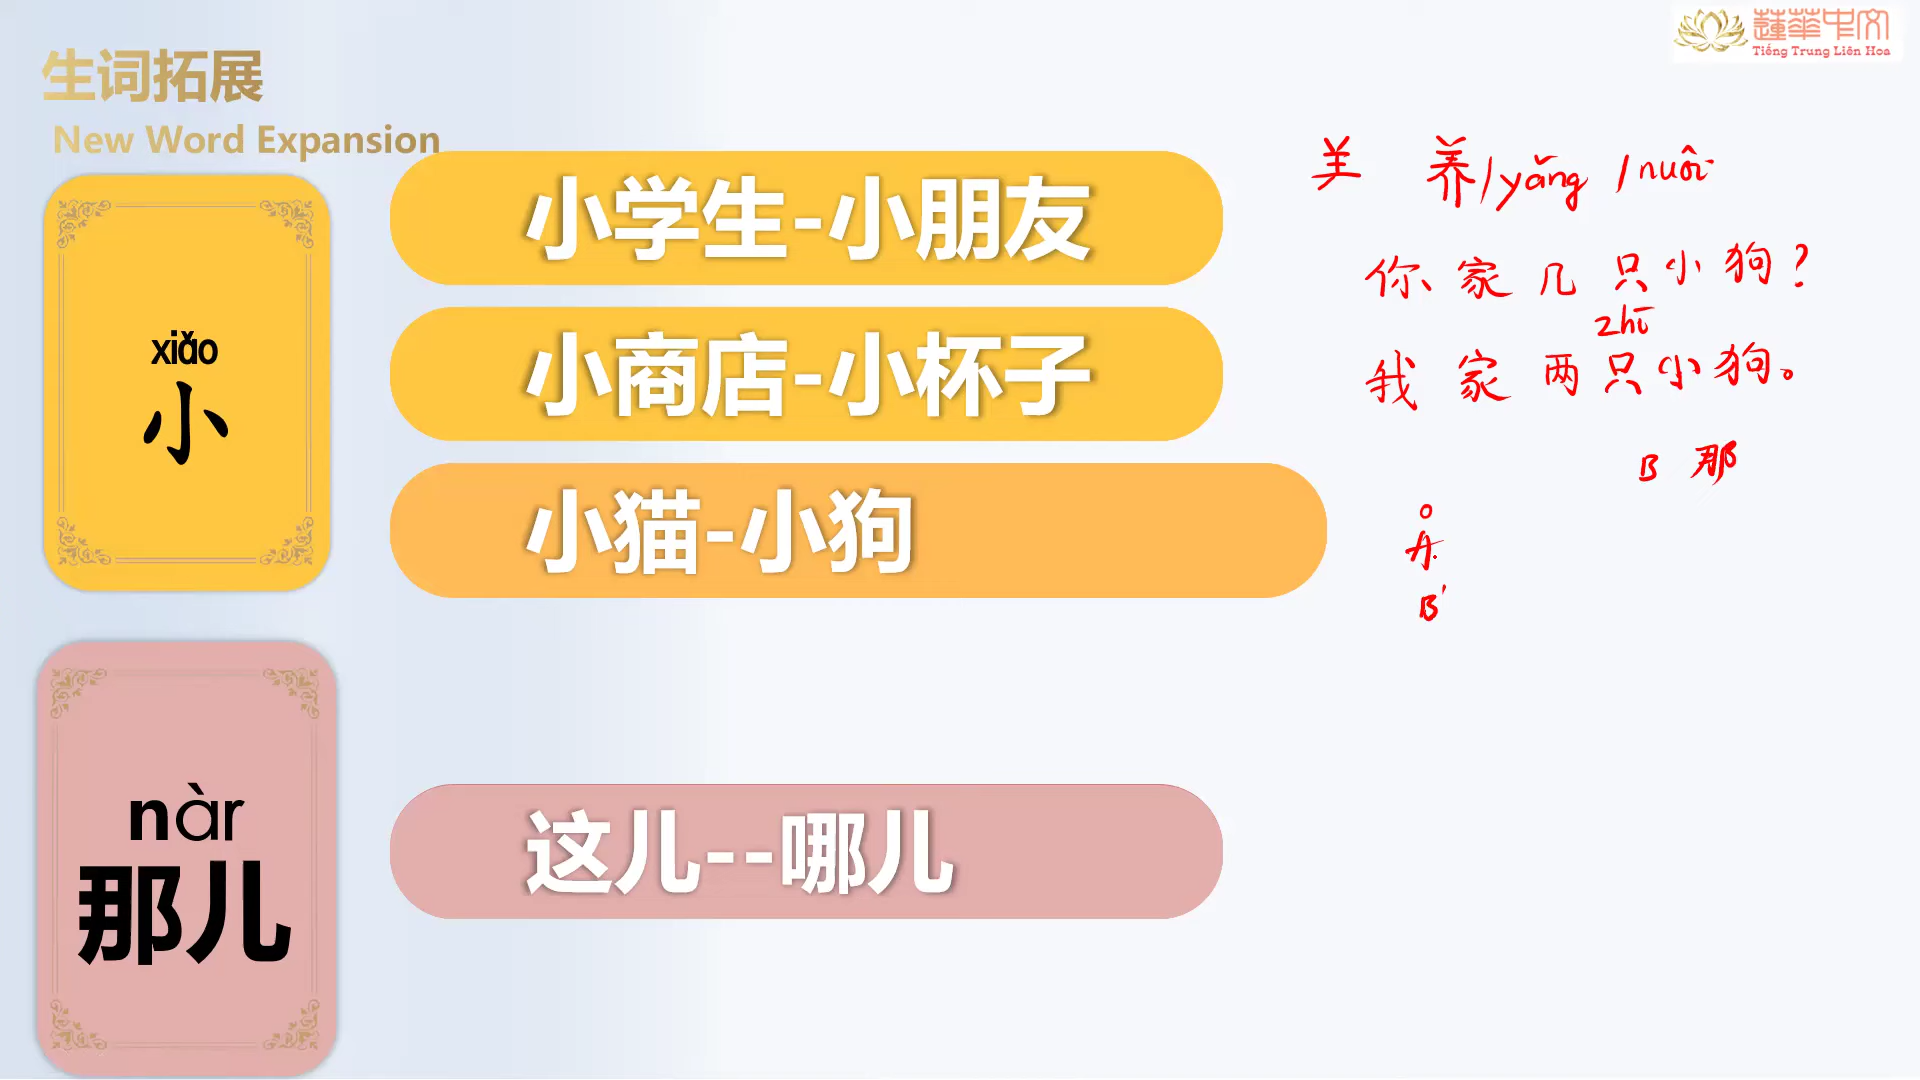 生词拓展
New Word Expansion
蓮華中文
Tiếng Trung Liên Hoa
xiǎo
小
小学生-小朋友
小商店-小杯子
小猫-小狗
nàr
那儿
这儿--哪儿
羊 养/yǎng /nuôi
你家几只小狗?
zhī
我家两只小狗。
B 那
A.
B'